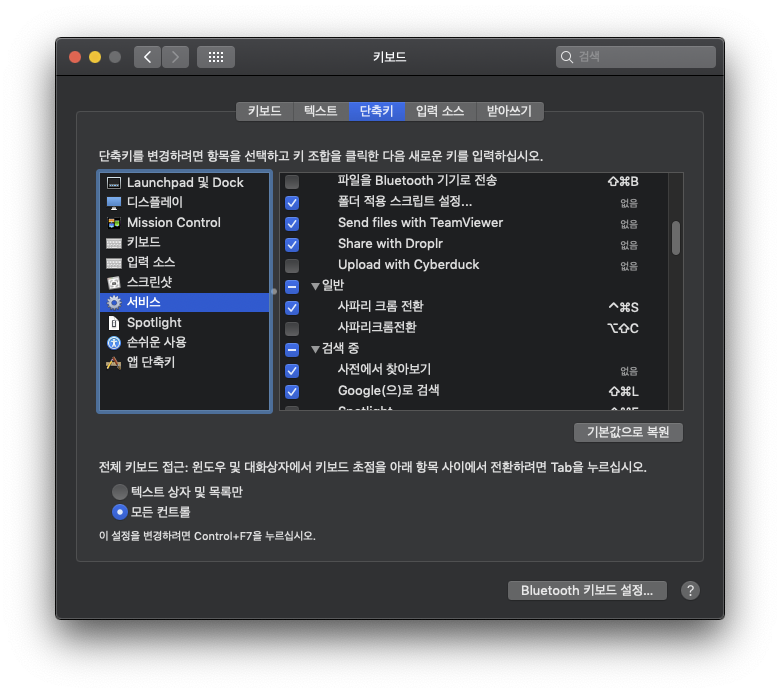 키보드
검색
키보드 텍스트 단축키 입력 소스 받아쓰기
단축키를 변경하려면 항목을 선택하고 키 조합을 클릭한 다음 새로운 키를 입력하십시오.
Launchpad 및 Dock
디스플레이
Mission Control
키보드
입력 소스
스크린샷
서비스
Spotlight
손쉬운 사용
앱 단축키
파일을 Bluetooth 기기로 전송 ⇧⌘B
폴더 적용 스크립트 설정... 없음
Send files with TeamViewer 없음
Share with Droplr 없음
Upload with Cyberduck 없음
일반
사파리 크롬 전환 ^⌘S
사파리크롬전환 ⌥⇧C
검색 중
사전에서 찾아보기 없음
Google(으)로 검색 ⇧⌘L
Spotlight ⇧⌘F
기본값으로 복원
전체 키보드 접근: 윈도우 및 대화상자에서 키보드 초점을 아래 항목 사이에서 전환하려면 Tab을 누르십시오.
텍스트 상자 및 목록만
모든 컨트롤
이 설정을 변경하려면 Control+F7을 누르십시오.
Bluetooth 키보드 설정... ?